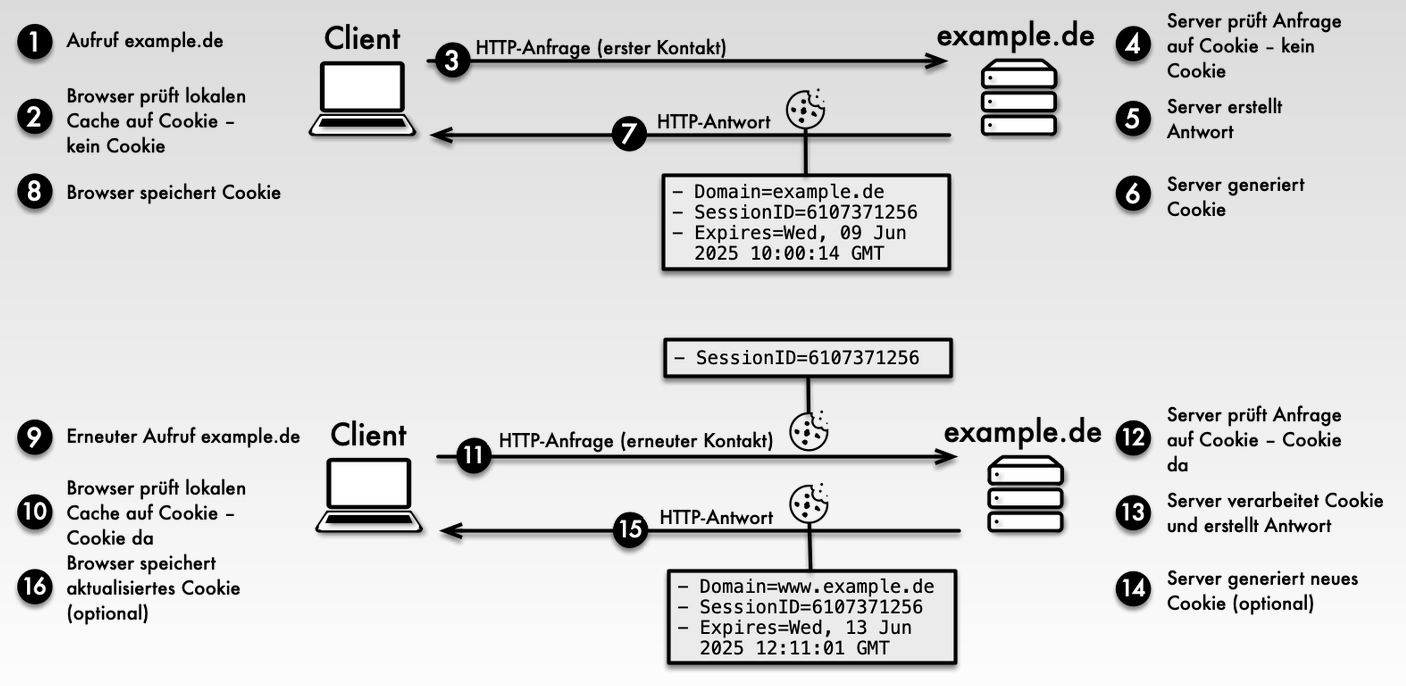 1 Aufruf example.de
2 Browser prüft lokalen
Cache auf Cookie –
kein Cookie
8 Browser speichert Cookie
Client
3 HTTP-Anfrage (erster Kontakt)
7 HTTP-Antwort
– Domain=example.de
– SessionID=6107371256
– Expires=Wed, 09 Jun
2025 10:00:14 GMT
example.de
4 Server prüft Anfrage
auf Cookie – kein
Cookie
5 Server erstellt
Antwort
6 Server generiert
Cookie
9 Erneuter Aufruf example.de
10 Browser prüft lokalen
Cache auf Cookie –
Cookie da
16 Browser speichert
aktualisiertes Cookie
(optional)
Client
– SessionID=6107371256
11 HTTP-Anfrage (erneuter Kontakt)
15 HTTP-Antwort
– Domain=www.example.de
– SessionID=6107371256
– Expires=Wed, 13 Jun
2025 12:11:01 GMT
example.de
12 Server prüft Anfrage
auf Cookie – Cookie
da
13 Server verarbeitet Cookie
und erstellt Antwort
14 Server generiert neues
Cookie (optional)